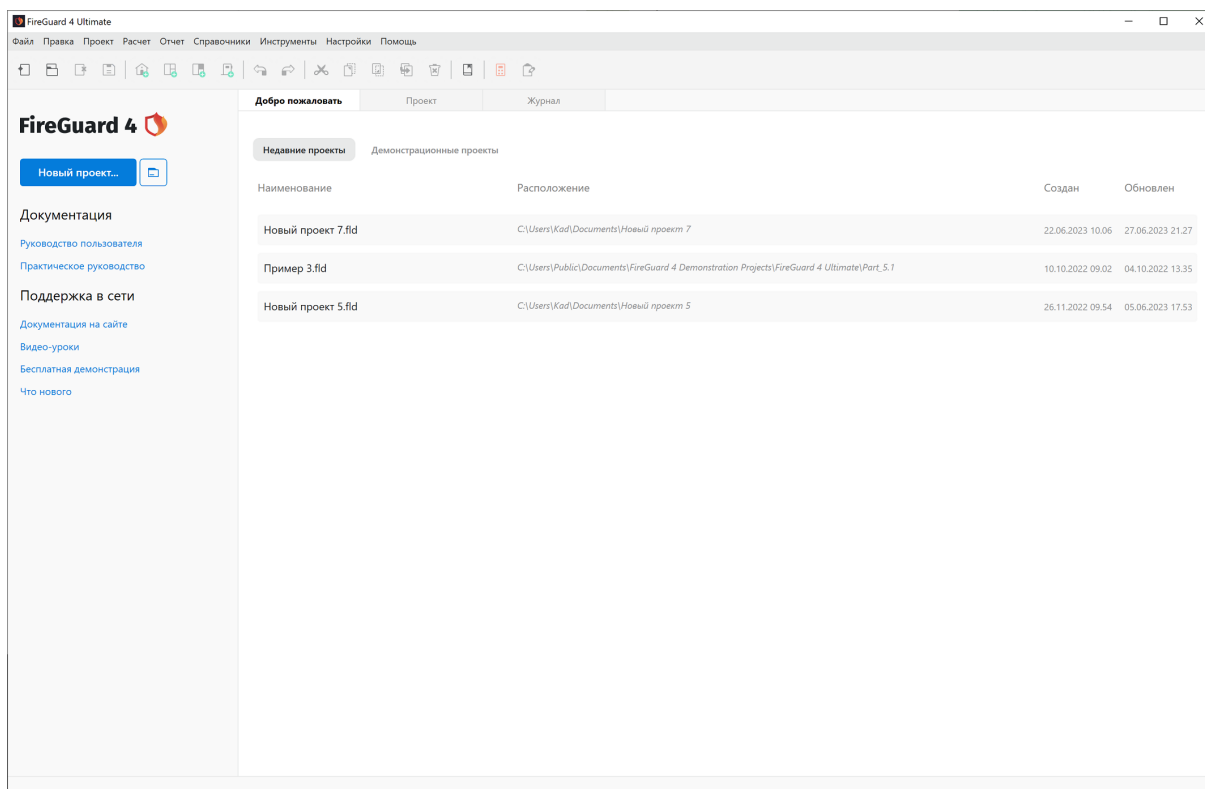 FireGuard 4 Ultimate
Файл Правка Проект Расчет Отчет Справочники Инструменты Настройки Помощь
Добро пожаловать Проект Журнал
FireGuard 4
Новый проект...
Документация
Руководство пользователя
Практическое руководство
Поддержка в сети
Документация на сайте
Видео-уроки
Бесплатная демонстрация
Что нового
Недавние проекты Демонстрационные проекты
Наименование Расположение Создан Обновлен
Новый проект 7.fld C:\Users\Kad\Documents\Новый проект 7 22.06.2023 10.06 27.06.2023 21.27
Пример 3.fld C:\Users\Public\Documents\FireGuard 4 Demonstration Projects\FireGuard 4 Ultimate\Part_5.1 10.10.2022 09.02 04.10.2022 13.35
Новый проект 5.fld C:\Users\Kad\Documents\Новый проект 5 26.11.2022 09.54 05.06.2023 17.53